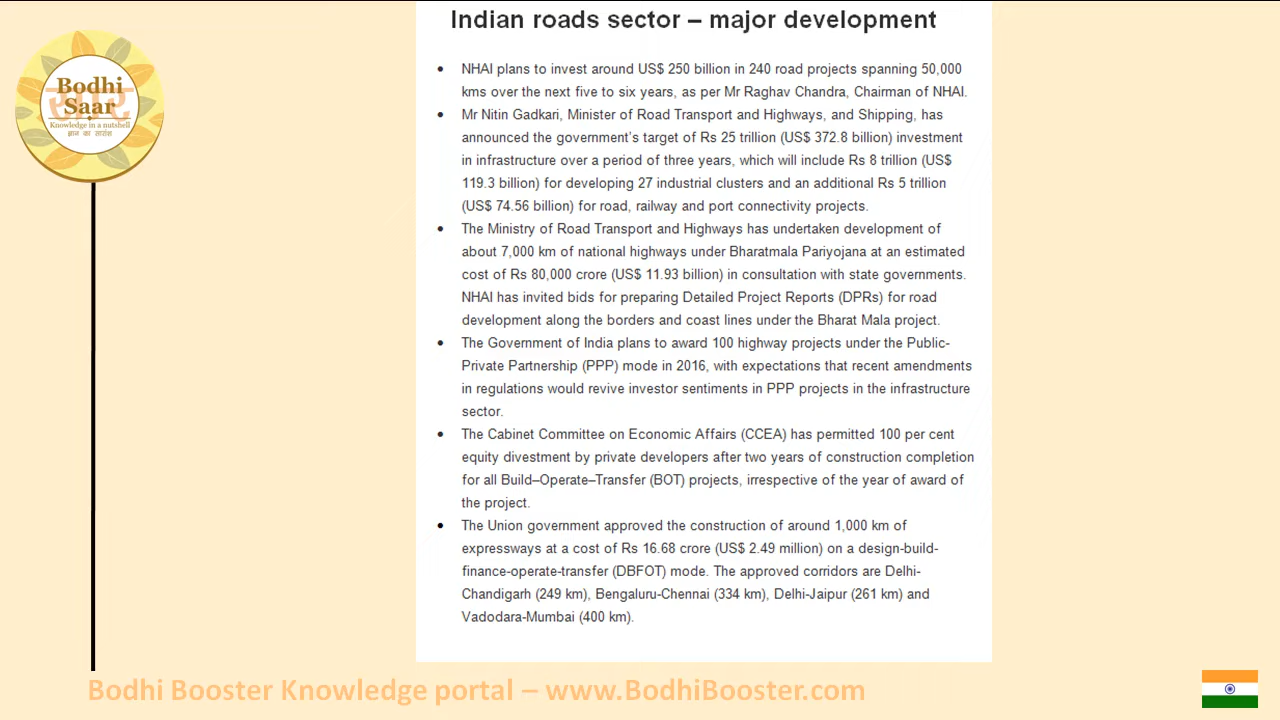 Indian roads sector – major development
Bodhi
Saar
Knowledge in a nutshell
ज्ञान का सारांश
• NHAI plans to invest around US$ 250 billion in 240 road projects spanning 50,000
kms over the next five to six years, as per Mr Raghav Chandra, Chairman of NHAI.
• Mr Nitin Gadkari, Minister of Road Transport and Highways, and Shipping, has
announced the government's target of Rs 25 trillion (US$ 372.8 billion) investment
in infrastructure over a period of three years, which will include Rs 8 trillion (US$
119.3 billion) for developing 27 industrial clusters and an additional Rs 5 trillion
(US$ 74.56 billion) for road, railway and port connectivity projects.
• The Ministry of Road Transport and Highways has undertaken development of
about 7,000 km of national highways under Bharatmala Pariyojana at an estimated
cost of Rs 80,000 crore (US$ 11.93 billion) in consultation with state governments.
NHAI has invited bids for preparing Detailed Project Reports (DPRs) for road
development along the borders and coast lines under the Bharat Mala project.
• The Government of India plans to award 100 highway projects under the Public-
Private Partnership (PPP) mode in 2016, with expectations that recent amendments
in regulations would revive investor sentiments in PPP projects in the infrastructure
sector.
• The Cabinet Committee on Economic Affairs (CCEA) has permitted 100 per cent
equity divestment by private developers after two years of construction completion
for all Build–Operate–Transfer (BOT) projects, irrespective of the year of award of
the project.
• The Union government approved the construction of around 1,000 km of
expressways at a cost of Rs 16.68 crore (US$ 2.49 million) on a design-build-
finance-operate-transfer (DBFOT) mode. The approved corridors are Delhi-
Chandigarh (249 km), Bengaluru-Chennai (334 km), Delhi-Jaipur (261 km) and
Vadodara-Mumbai (400 km).
Bodhi Booster Knowledge portal – www.BodhiBooster.com